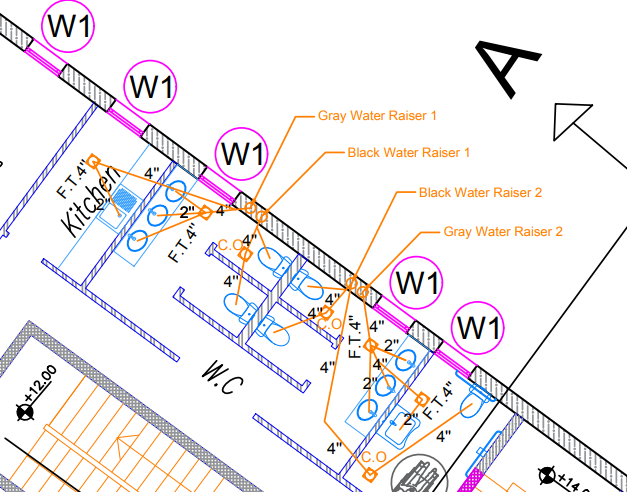 W1
W1
A
Gray Water Raiser 1
W1
Black Water Raiser 1
F.T.4"
Kitchen
2"
4"
2"
4"
Black Water Raiser 2
F.T.4"
C.O
4"
Gray Water Raiser 2
4"
W1
4"
4"
C.O
W1
F.T.4"
4"
2"
4"
4"
2"
W.C
+12.00
F.T.4"
2"
4"
4"
C.O
+14.0